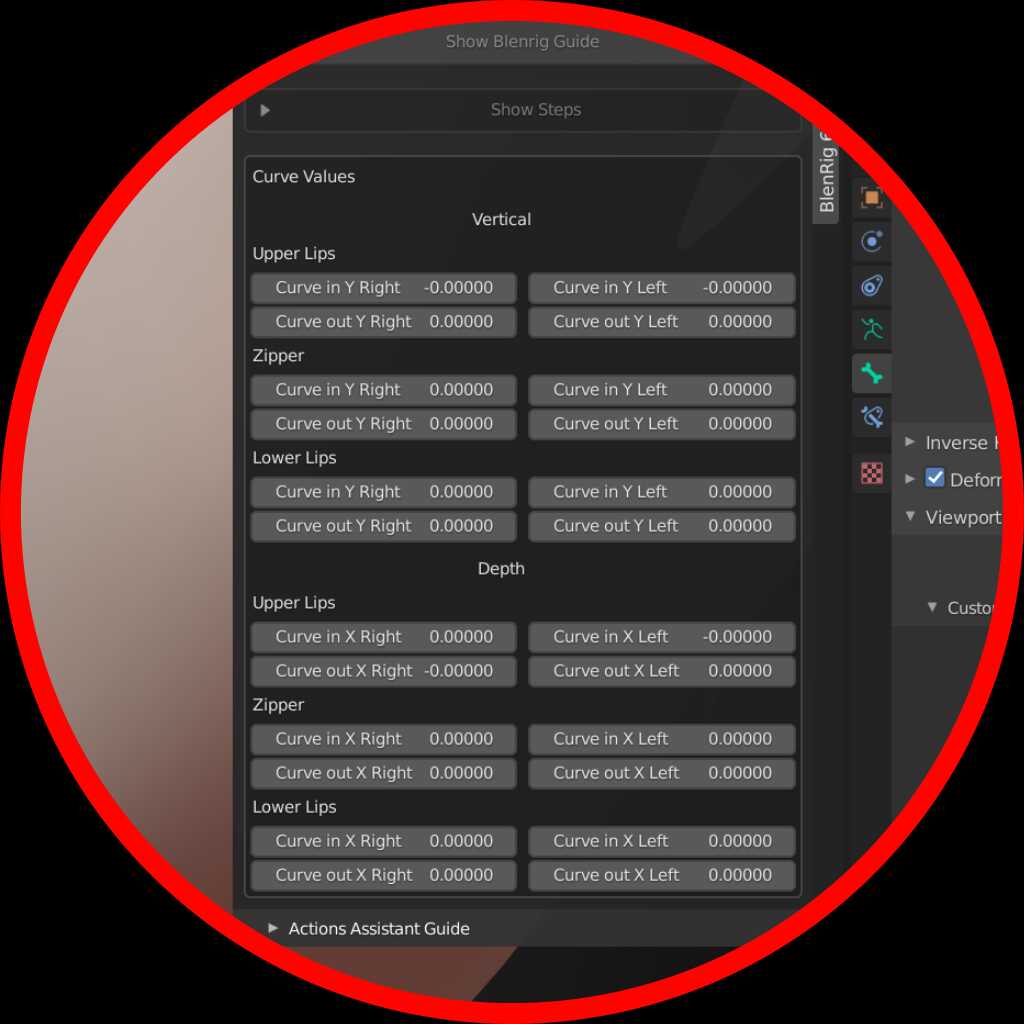 Show Blenrig Guide
Show Steps
Curve Values
Vertical
Upper Lips
Curve in Y Right -0.00000 Curve in Y Left -0.00000
Curve out Y Right 0.00000 Curve out Y Left 0.00000
Zipper
Curve in Y Right 0.00000 Curve in Y Left 0.00000
Curve out Y Right 0.00000 Curve out Y Left 0.00000
Lower Lips
Curve in Y Right 0.00000 Curve in Y Left 0.00000
Curve out Y Right 0.00000 Curve out Y Left 0.00000
Depth
Upper Lips
Curve in X Right 0.00000 Curve in X Left -0.00000
Curve out X Right -0.00000 Curve out X Left 0.00000
Zipper
Curve in X Right 0.00000 Curve in X Left 0.00000
Curve out X Right 0.00000 Curve out X Left 0.00000
Lower Lips
Curve in X Right 0.00000 Curve in X Left 0.00000
Curve out X Right 0.00000 Curve out X Left 0.00000
Actions Assistant Guide
BlenRig
Inverse
Viewport